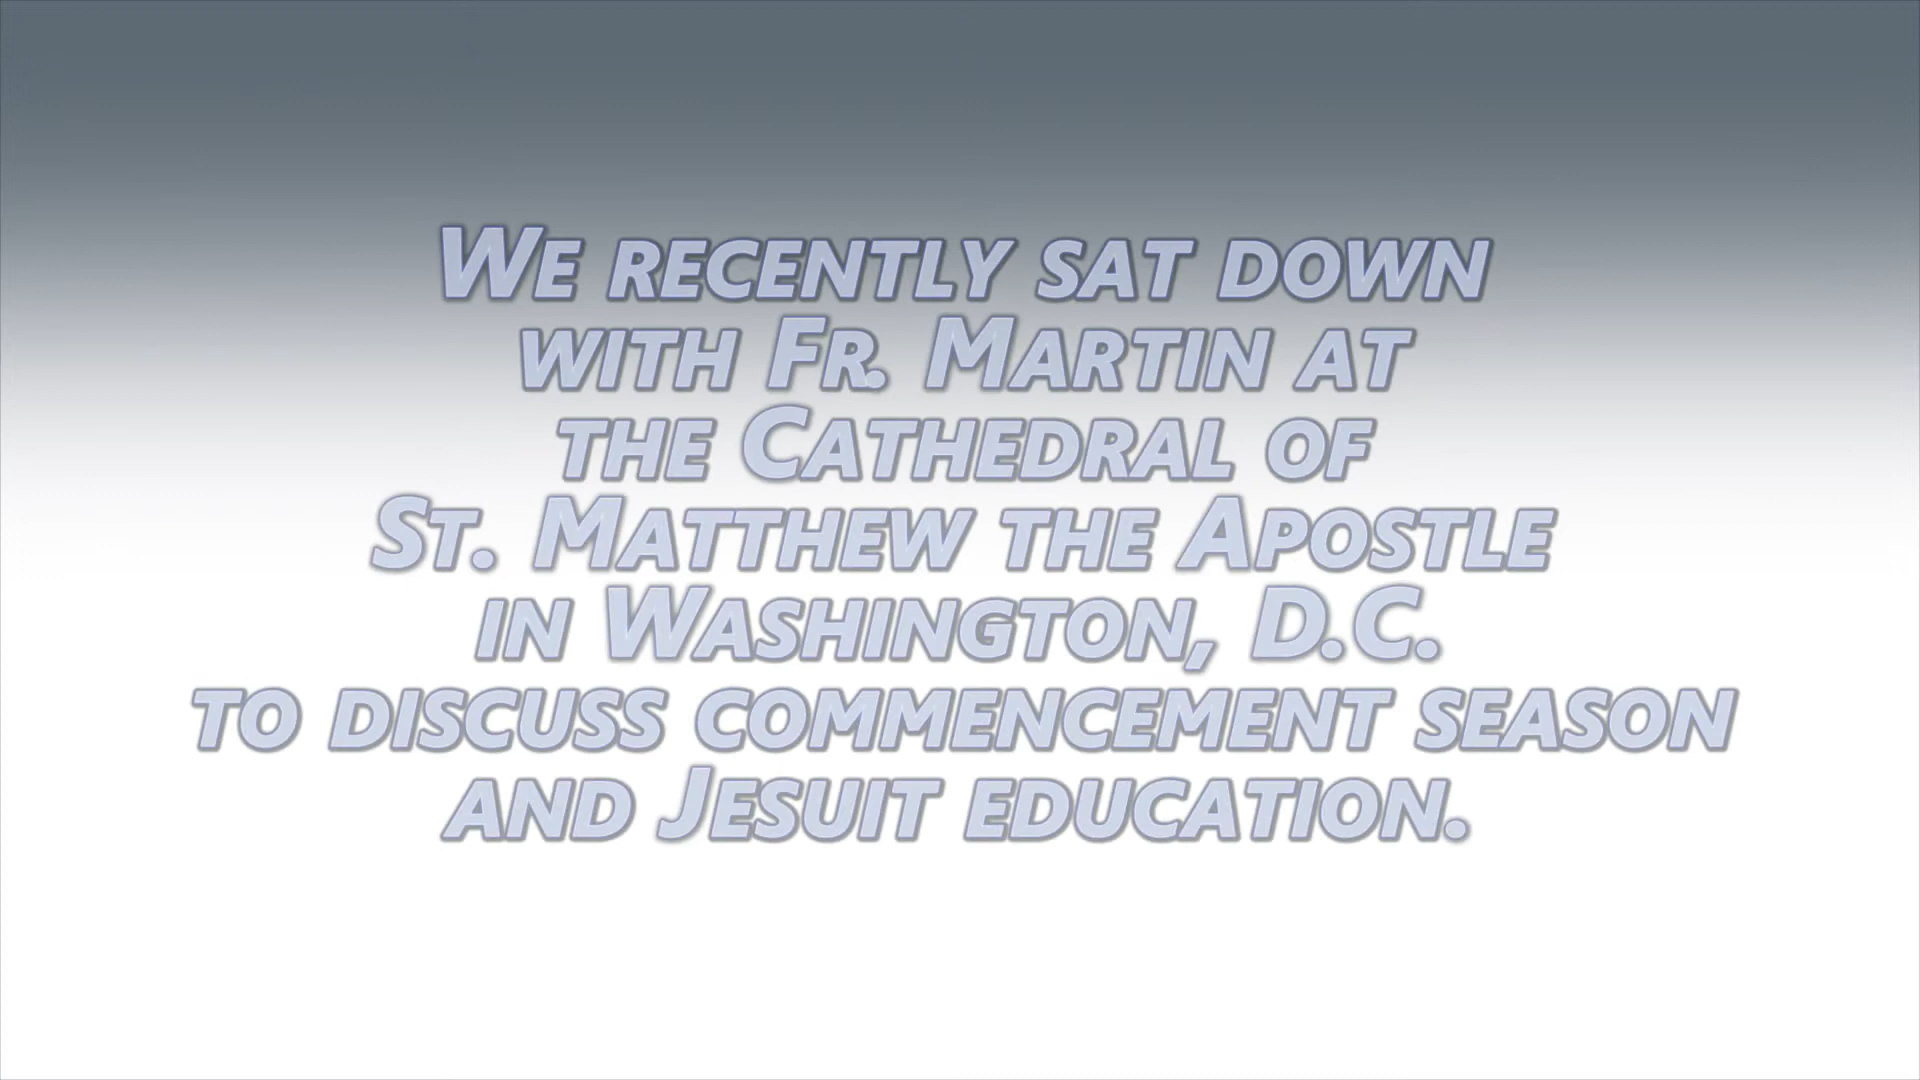 We recently sat down
with Fr. Martin at
the Cathedral of
St. Matthew the Apostle
in Washington, D.C.
to discuss commencement season
and Jesuit education.